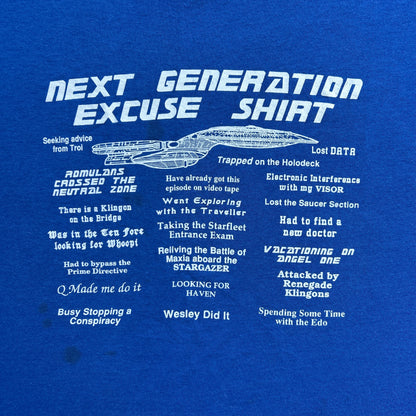 NEXT GENERATION
EXCUSE SHIRT
Seeking advice
from Troi
Lost DATA
Trapped on the Holodeck
ROMULANS
CROSSED THE
NEUTRAL ZONE
There is a Klingon
on the Bridge
Was in the Ten Fore
looking for Whoopi
Had to bypass the
Prime Directive
Q Made me do it
Busy Stopping a
Conspiracy
Have already got this
episode on video tape
Went Exploring
with the Traveller
Taking the Starfleet
Entrance Exam
Reliving the Battle of
Maxia aboard the
STARGAZER
LOOKING FOR
HAVEN
Wesley Did It
Electronic Interference
with my VISOR
Lost the Saucer Section
Had to find a
new doctor
VACATIONING ON
ANGEL ONE
Attacked by
Renegade
Klingons
Spending Some Time
with the Edo